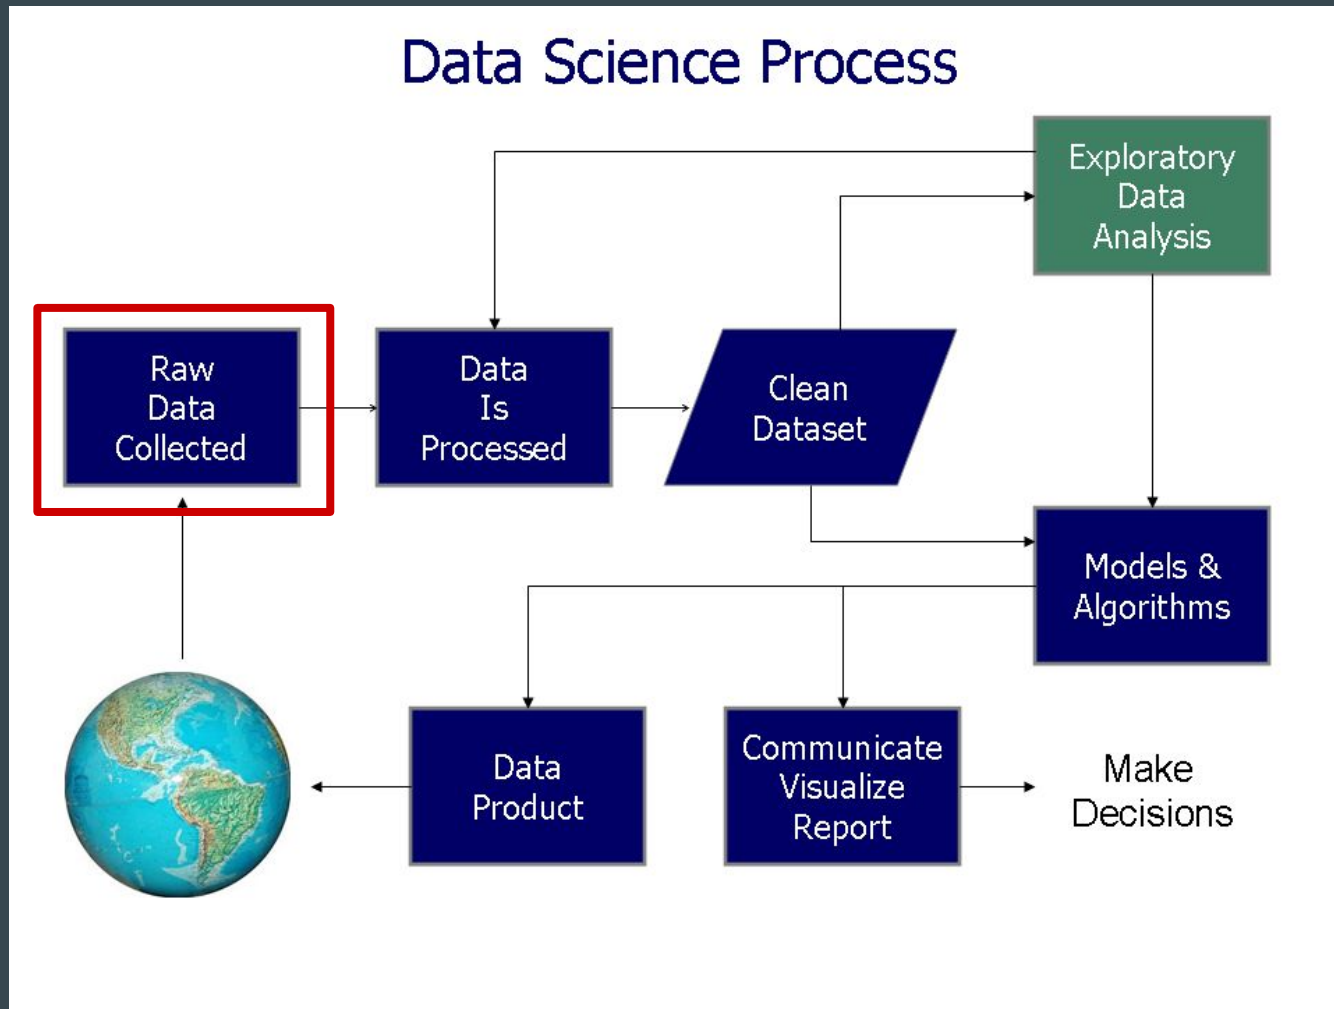 Data Science Process
Exploratory
Data
Analysis
Raw
Data
Collected
Data
Is
Processed
Clean
Dataset
Models &
Algorithms
Data
Product
Communicate
Visualize
Report
Make
Decisions